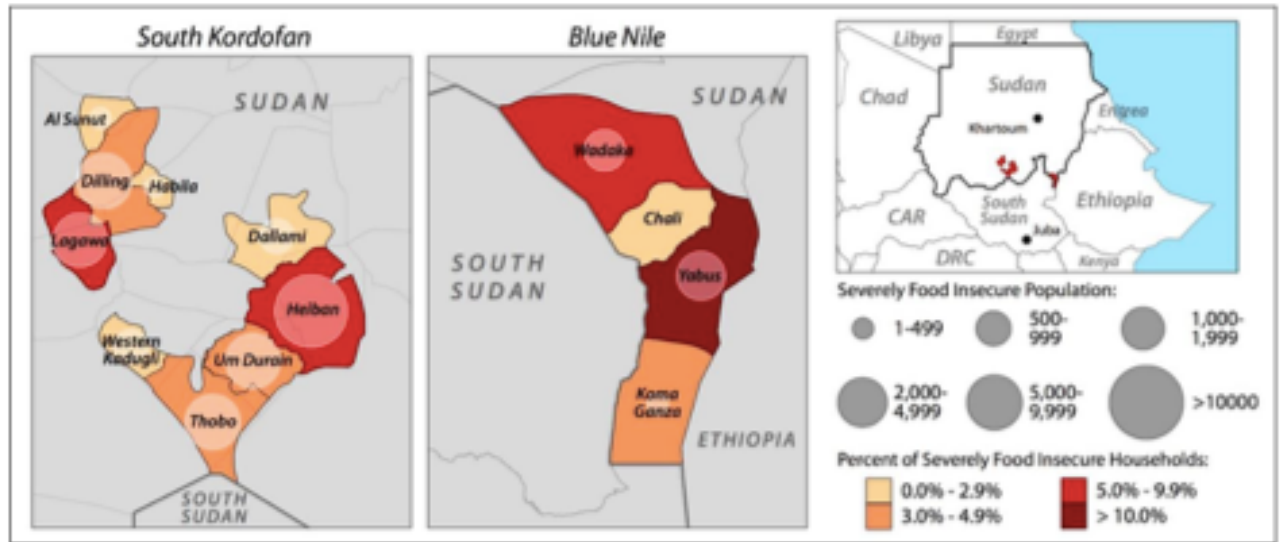 South Kordofan
SUDAN
Al Sunut
Dilling
Habila
Lagawa
Dallami
Heiban
Western
Kadugli
Um Durain
Thobo
SOUTH
SUDAN
Blue Nile
SUDAN
Wadaka
Chali
Yabus
SOUTH
SUDAN
Koma
Ganza
ETHIOPIA
Libya
Egypt
Chad
Sudan
Khartoum
Eritrea
CAR
South
Sudan
Ethiopia
Juba
DRC
Kenya
Severely Food Insecure Population:
1-499
500-
999
1,000-
1,999
2,000-
4,999
5,000-
9,999
>10000
Percent of Severely Food Insecure Households:
0.0% - 2.9%
5.0% - 9.9%
3.0% - 4.9%
> 10.0%